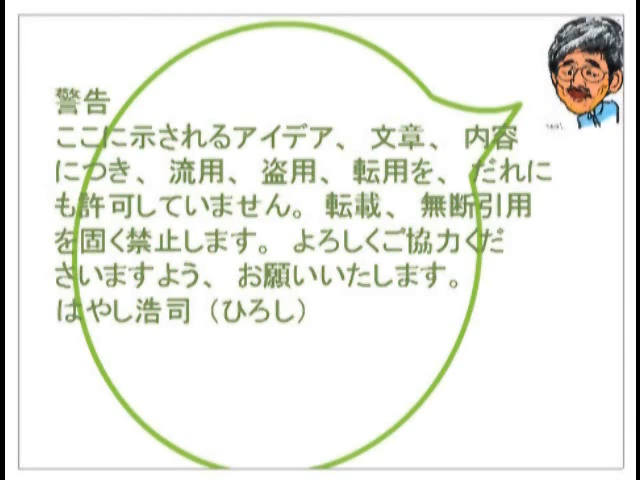 警告
ここに示されるアイデア、 文章、 内容
につき、 流用、 盗用、 転用を、 だれに
も許可していません。 転載、 無断引用
を固く禁止します。 よろしくご協力くだ
さいますよう、 お願いいたします。
はやし浩司（ひろし）